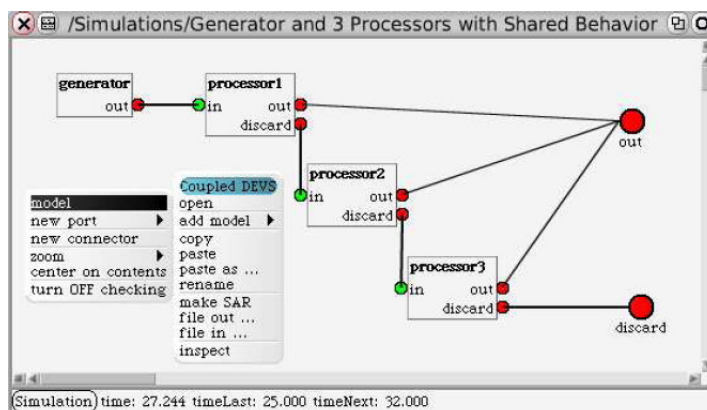 /Simulations/Generator and 3 Processors with Shared Behavior
generator
out
processor1
in out
discard
out
processor2
in out
discard
processor3
in out
discard
discard
model
new port
new connector
zoom
center on contents
turn OFF checking
Coupled DEVS
open
add model
copy
paste
paste as ...
rename
make SAR
file out ...
file in ...
inspect
Simulation time: 27.244 timeLast: 25.000 timeNext: 32.000